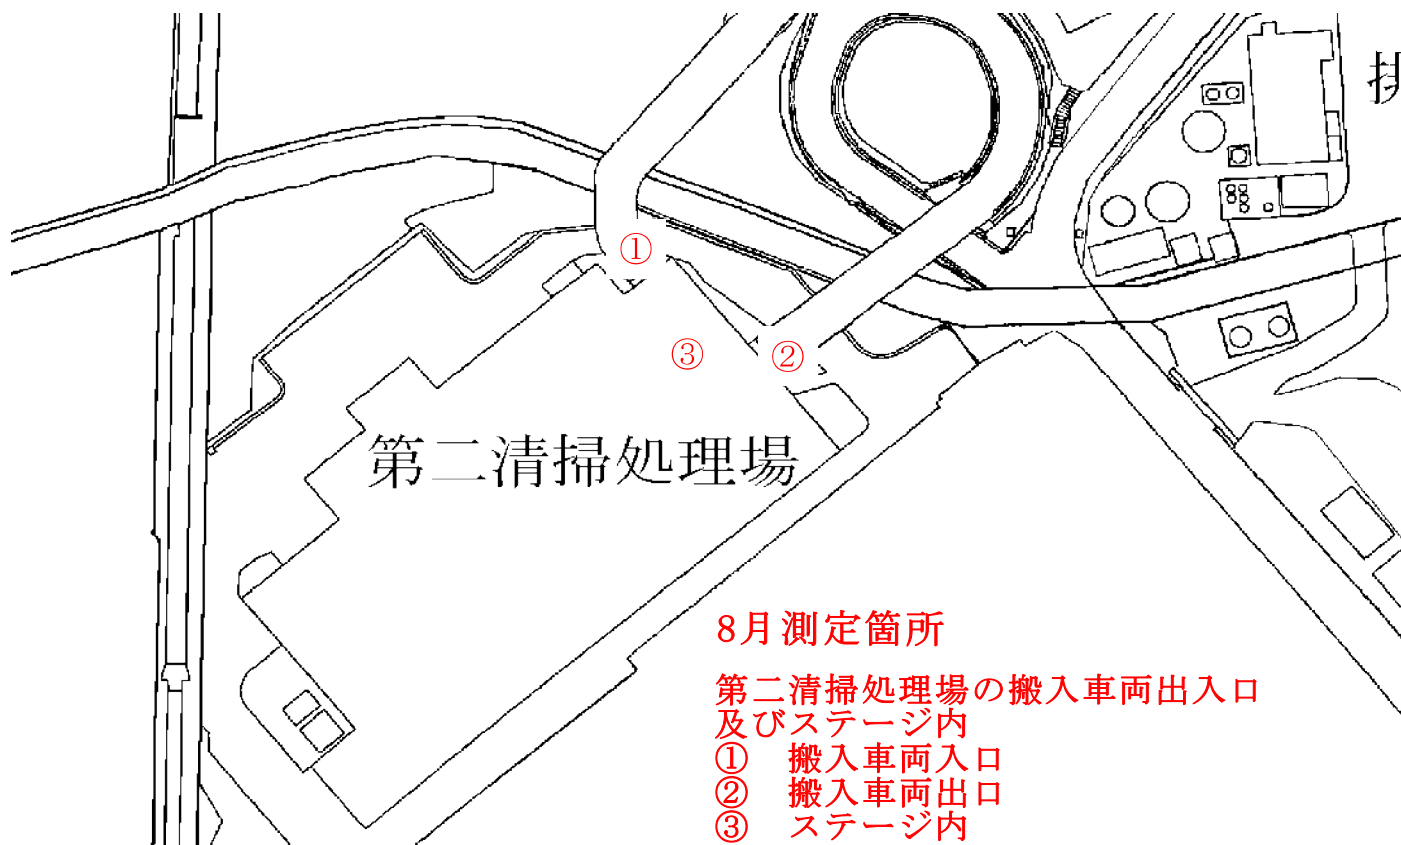 ①
③
②
第二清掃処理場
8月測定箇所
第二清掃処理場の搬入車両出入口
及びステージ内
①　搬入車両入口
②　搬入車両出口
③　ステージ内